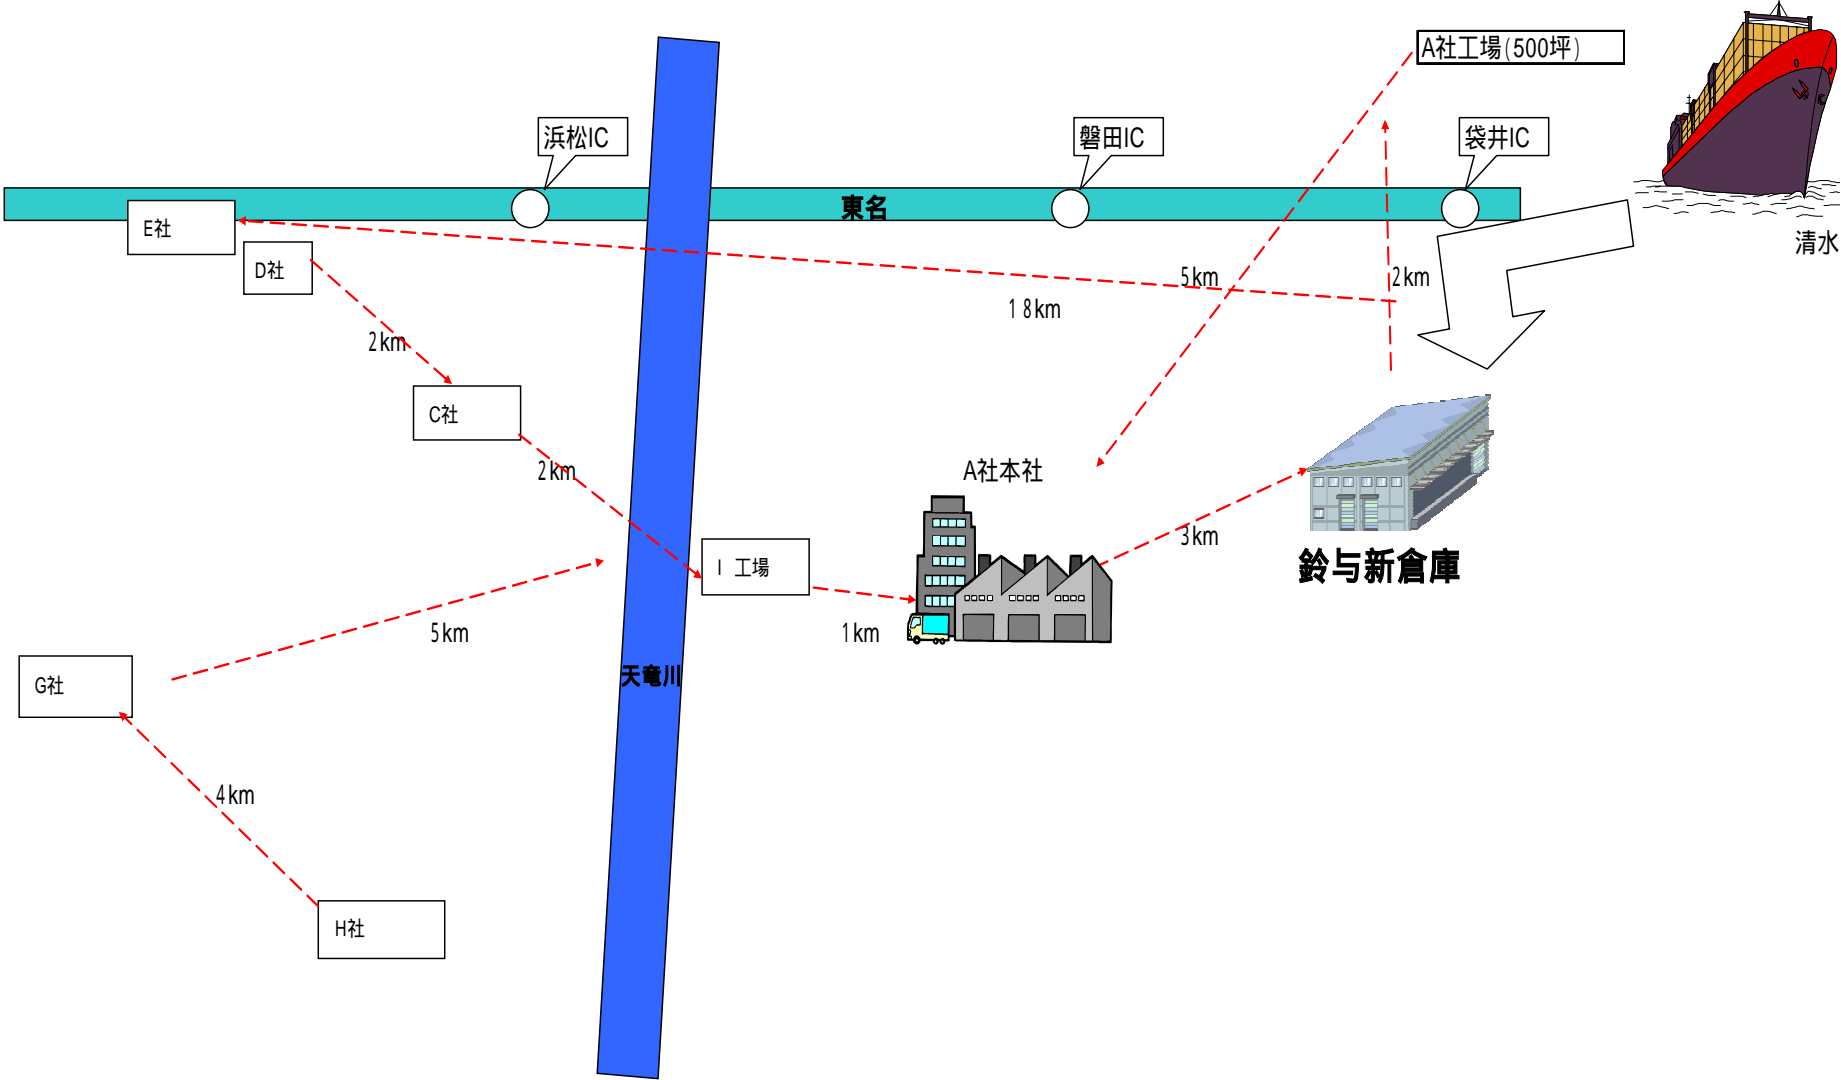 A社工場(500坪)
浜松IC
磐田IC
袋井IC
東名
E社
清水
D社
5km
2km
18km
2km
C社
2km
A社本社
3km
I 工場
鈴与新倉庫
5km
1km
天竜川
G社
4km
H社